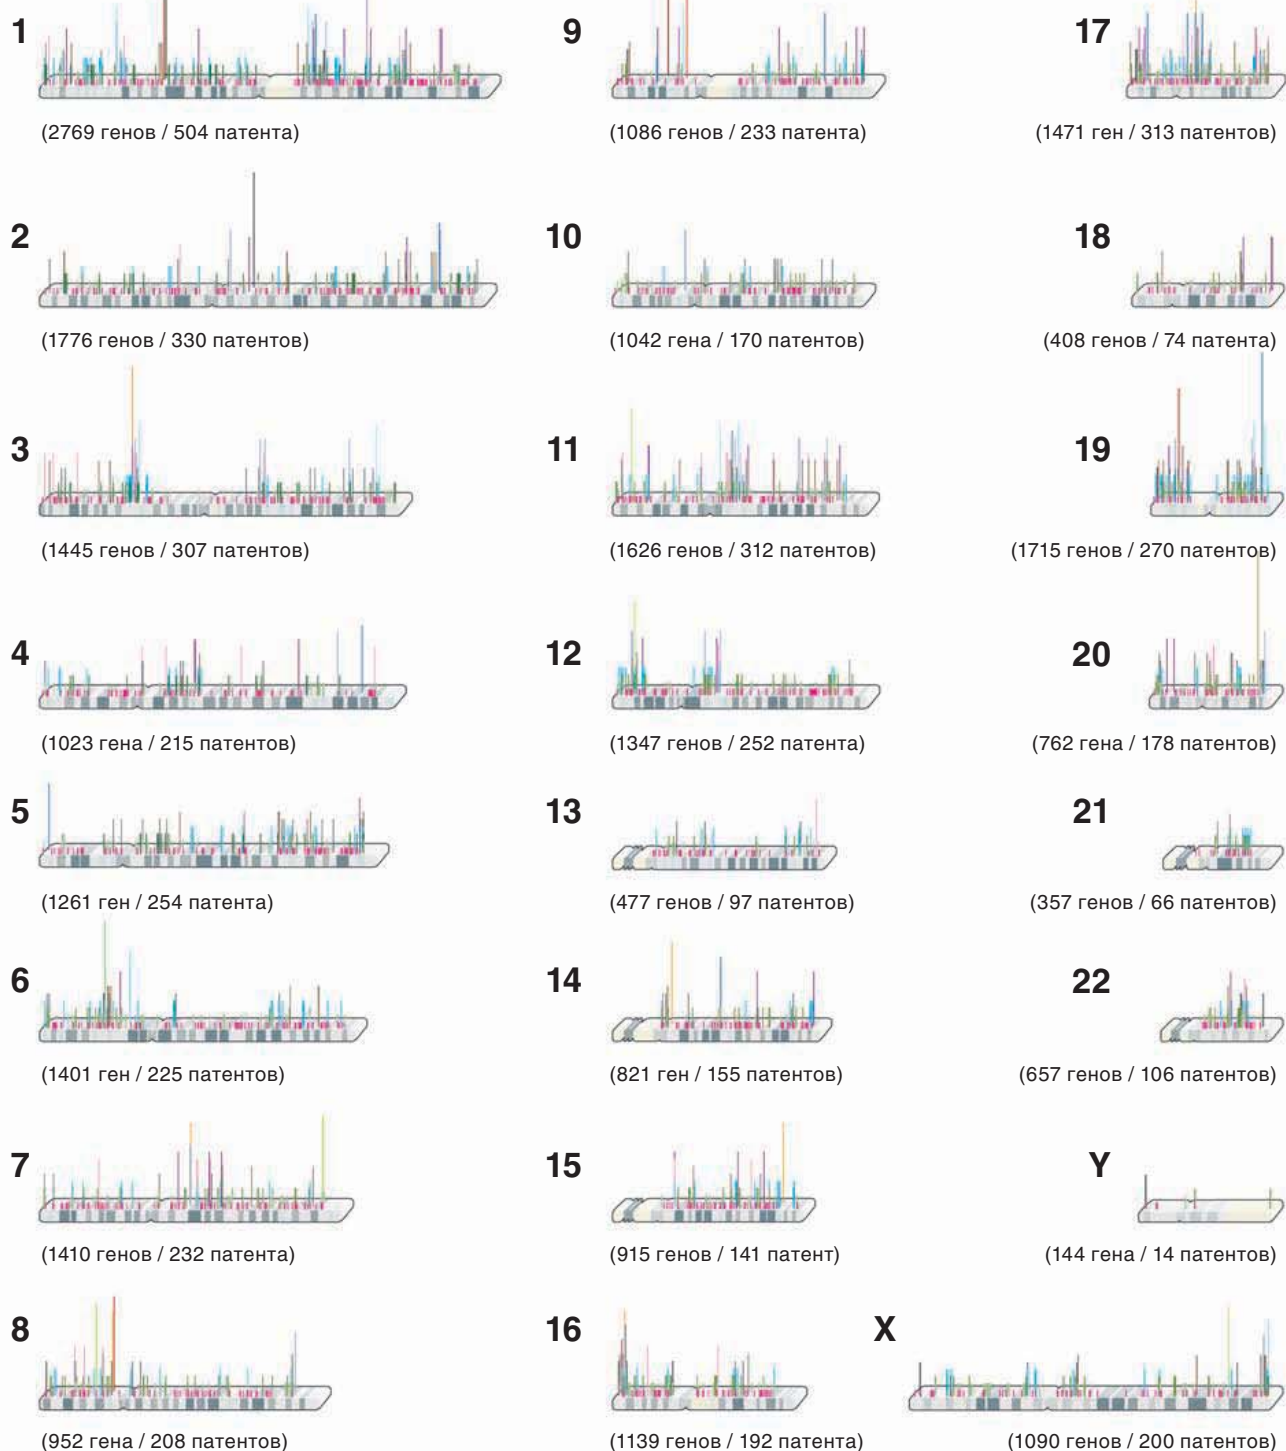 1
(2769 генов / 504 патента)
2
(1776 генов / 330 патентов)
3
(1445 генов / 307 патентов)
4
(1023 гена / 215 патентов)
5
(1261 ген / 254 патента)
6
(1401 ген / 225 патентов)
7
(1410 генов / 232 патента)
8
(952 гена / 208 патентов)
9
(1086 генов / 233 патента)
10
(1042 гена / 170 патентов)
11
(1626 генов / 312 патентов)
12
(1347 генов / 252 патента)
13
(477 генов / 97 патентов)
14
(821 ген / 155 патентов)
15
(915 генов / 141 патент)
16
(1139 генов / 192 патента)
17
(1471 ген / 313 патентов)
18
(408 генов / 74 патента)
19
(1715 генов / 270 патентов)
20
(762 гена / 178 патентов)
21
(357 генов / 66 патентов)
22
(657 генов / 106 патентов)
Y
(144 гена / 14 патентов)
X
(1090 генов / 200 патентов)